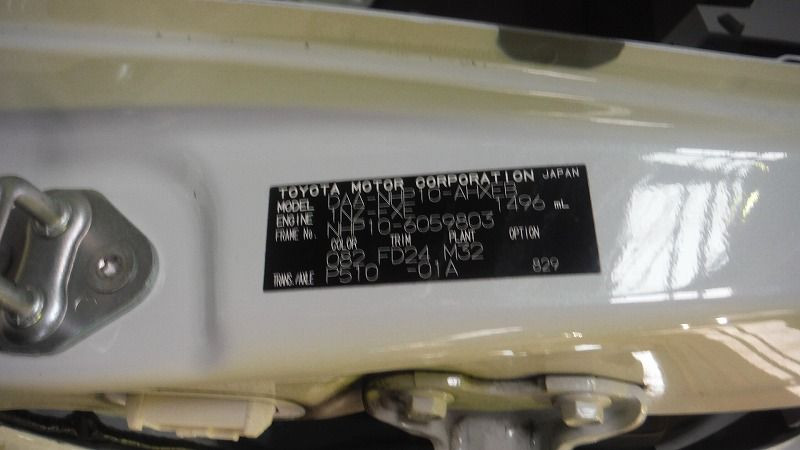 TOYOTA MOTOR CORPORATION JAPAN
MODEL DAA-NHP10-AHXEB
ENGINE 1NZ-FXE 1496 mL
FRAME No. NHP10-6059803
COLOR TRIM PLANT OPTION
082 FD24 M32
TRANS./AXLE P510 -01A 829